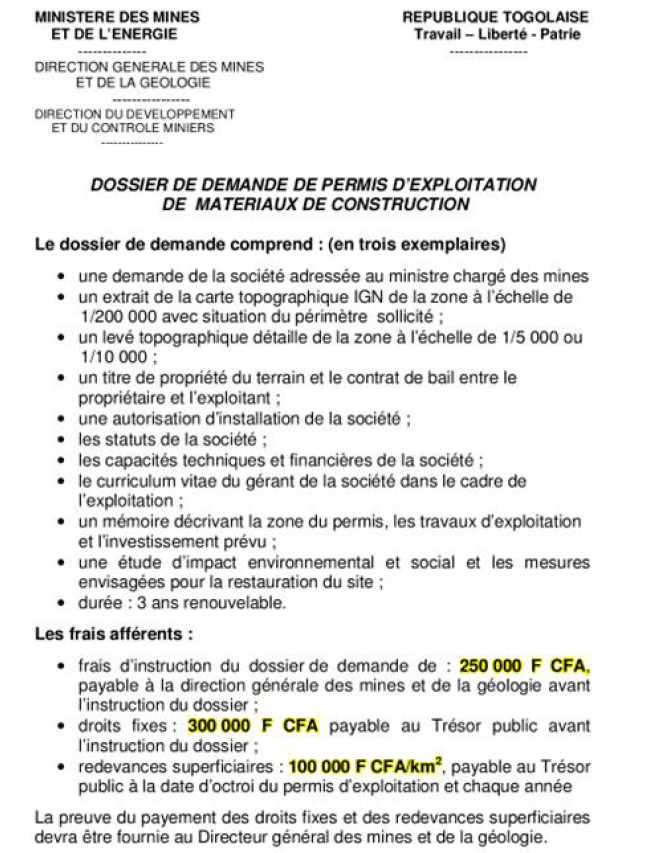 MINISTERE DES MINES
ET DE L'ENERGIE
---------------
DIRECTION GENERALE DES MINES
ET DE LA GEOLOGIE
-----------------
DIRECTION DU DEVELOPPEMENT
ET DU CONTROLE MINIERS
---------------
REPUBLIQUE TOGOLAISE
Travail – Liberté - Patrie
-----------------
DOSSIER DE DEMANDE DE PERMIS D'EXPLOITATION
DE MATERIAUX DE CONSTRUCTION
Le dossier de demande comprend : (en trois exemplaires)
• une demande de la société adressée au ministre chargé des mines
• un extrait de la carte topographique IGN de la zone à l'échelle de
1/200 000 avec situation du périmètre sollicité ;
• un levé topographique détaille de la zone à l'échelle de 1/5 000 ou
1/10 000 ;
• un titre de propriété du terrain et le contrat de bail entre le
propriétaire et l'exploitant ;
• une autorisation d'installation de la société ;
• les statuts de la société ;
• les capacités techniques et financières de la société ;
• le curriculum vitae du gérant de la société dans le cadre de
l'exploitation ;
• un mémoire décrivant la zone du permis, les travaux d'exploitation
et l'investissement prévu ;
• une étude d'impact environnemental et social et les mesures
envisagées pour la restauration du site ;
• durée : 3 ans renouvelable.
Les frais afférents :
• frais d'instruction du dossier de demande de : 250 000 F CFA,
payable à la direction générale des mines et de la géologie avant
l'instruction du dossier ;
• droits fixes : 300 000 F CFA payable au Trésor public avant
l'instruction du dossier ;
• redevances superficiaires : 100 000 F CFA/km², payable au Trésor
public à la date d'octroi du permis d'exploitation et chaque année
La preuve du payement des droits fixes et des redevances superficiaires
devra être fournie au Directeur général des mines et de la géologie.